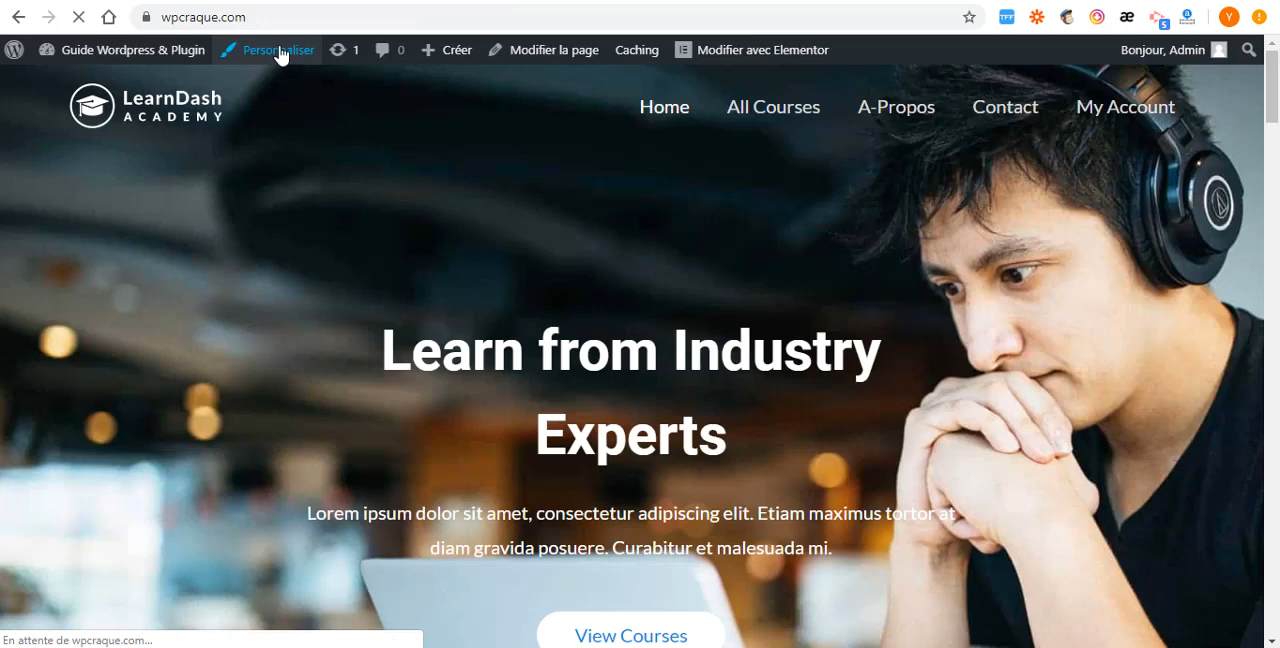 wpcraque.com
TFF
æ
5
a
Y
Guide Wordpress & Plugin Personnaliser 1 0 Créer Modifier la page Caching Modifier avec Elementor Bonjour, Admin
LearnDash
ACADEMY
Home All Courses A-Propos Contact My Account
Learn from Industry
Experts
Lorem ipsum dolor sit amet, consectetur adipiscing elit. Etiam maximus tortor at
diam gravida posuere. Curabitur et malesuada mi.
View Courses
En attente de wpcraque.com...